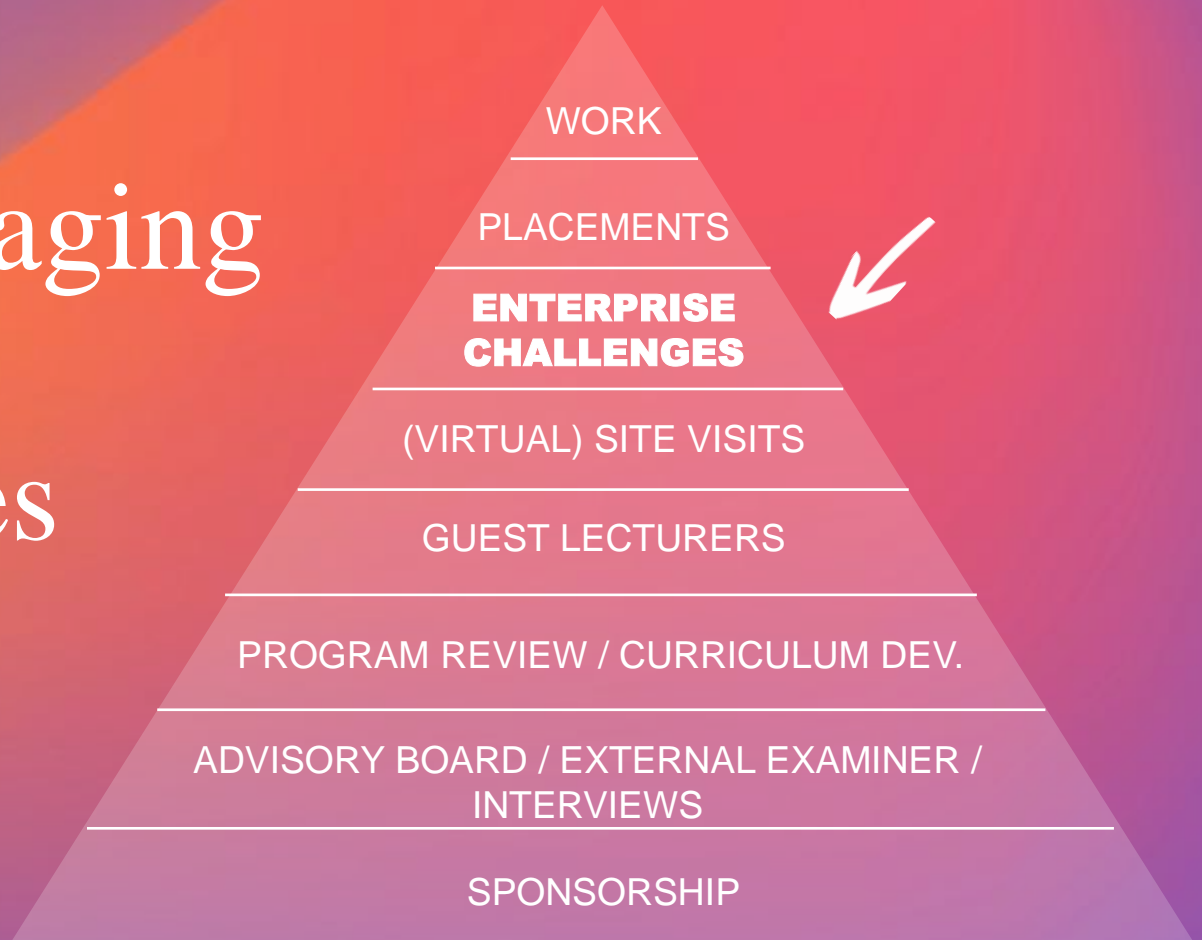 aging
es
WORK
PLACEMENTS
ENTERPRISE
CHALLENGES
(VIRTUAL) SITE VISITS
GUEST LECTURERS
PROGRAM REVIEW / CURRICULUM DEV.
ADVISORY BOARD / EXTERNAL EXAMINER /
INTERVIEWS
SPONSORSHIP